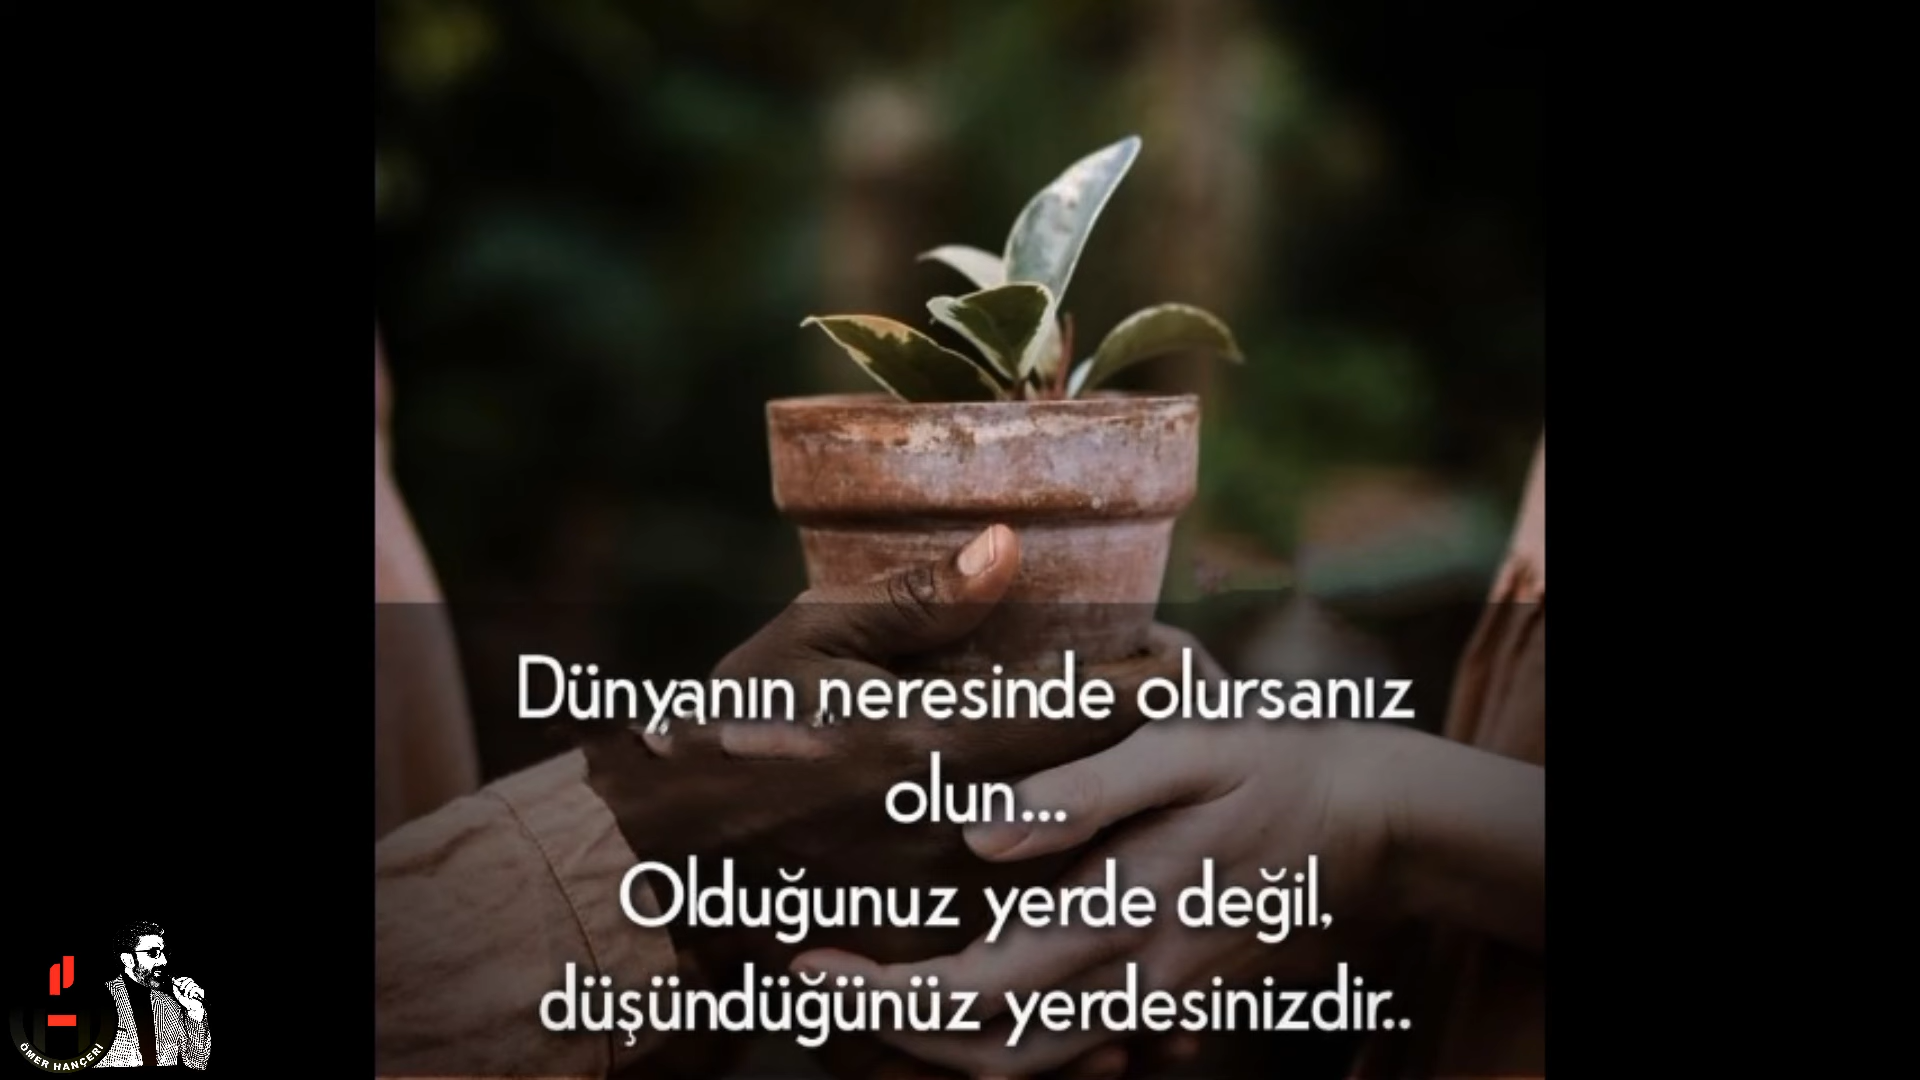 Dünyanın neresinde olursanız
olun...
Olduğunuz yerde değil,
düşündüğünüz yerdesinizdir..
ÖMER HANÇERİ